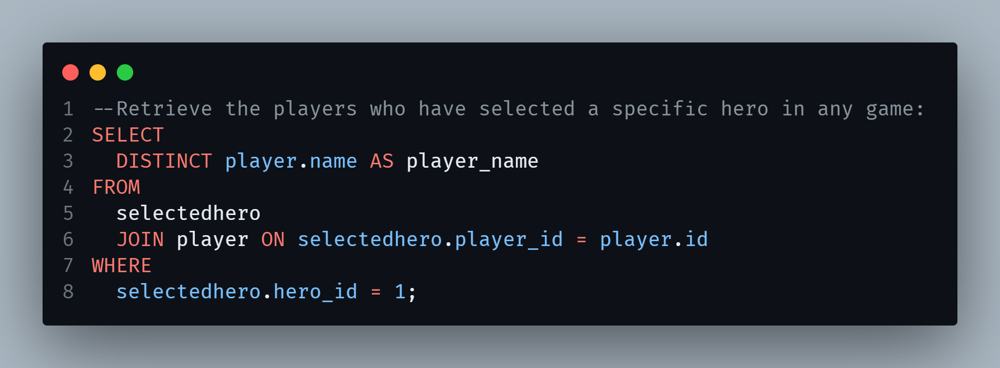 1 --Retrieve the players who have selected a specific hero in any game:
2 SELECT
3   DISTINCT player.name AS player_name
4 FROM
5   selectedhero
6   JOIN player ON selectedhero.player_id = player.id
7 WHERE
8   selectedhero.hero_id = 1;